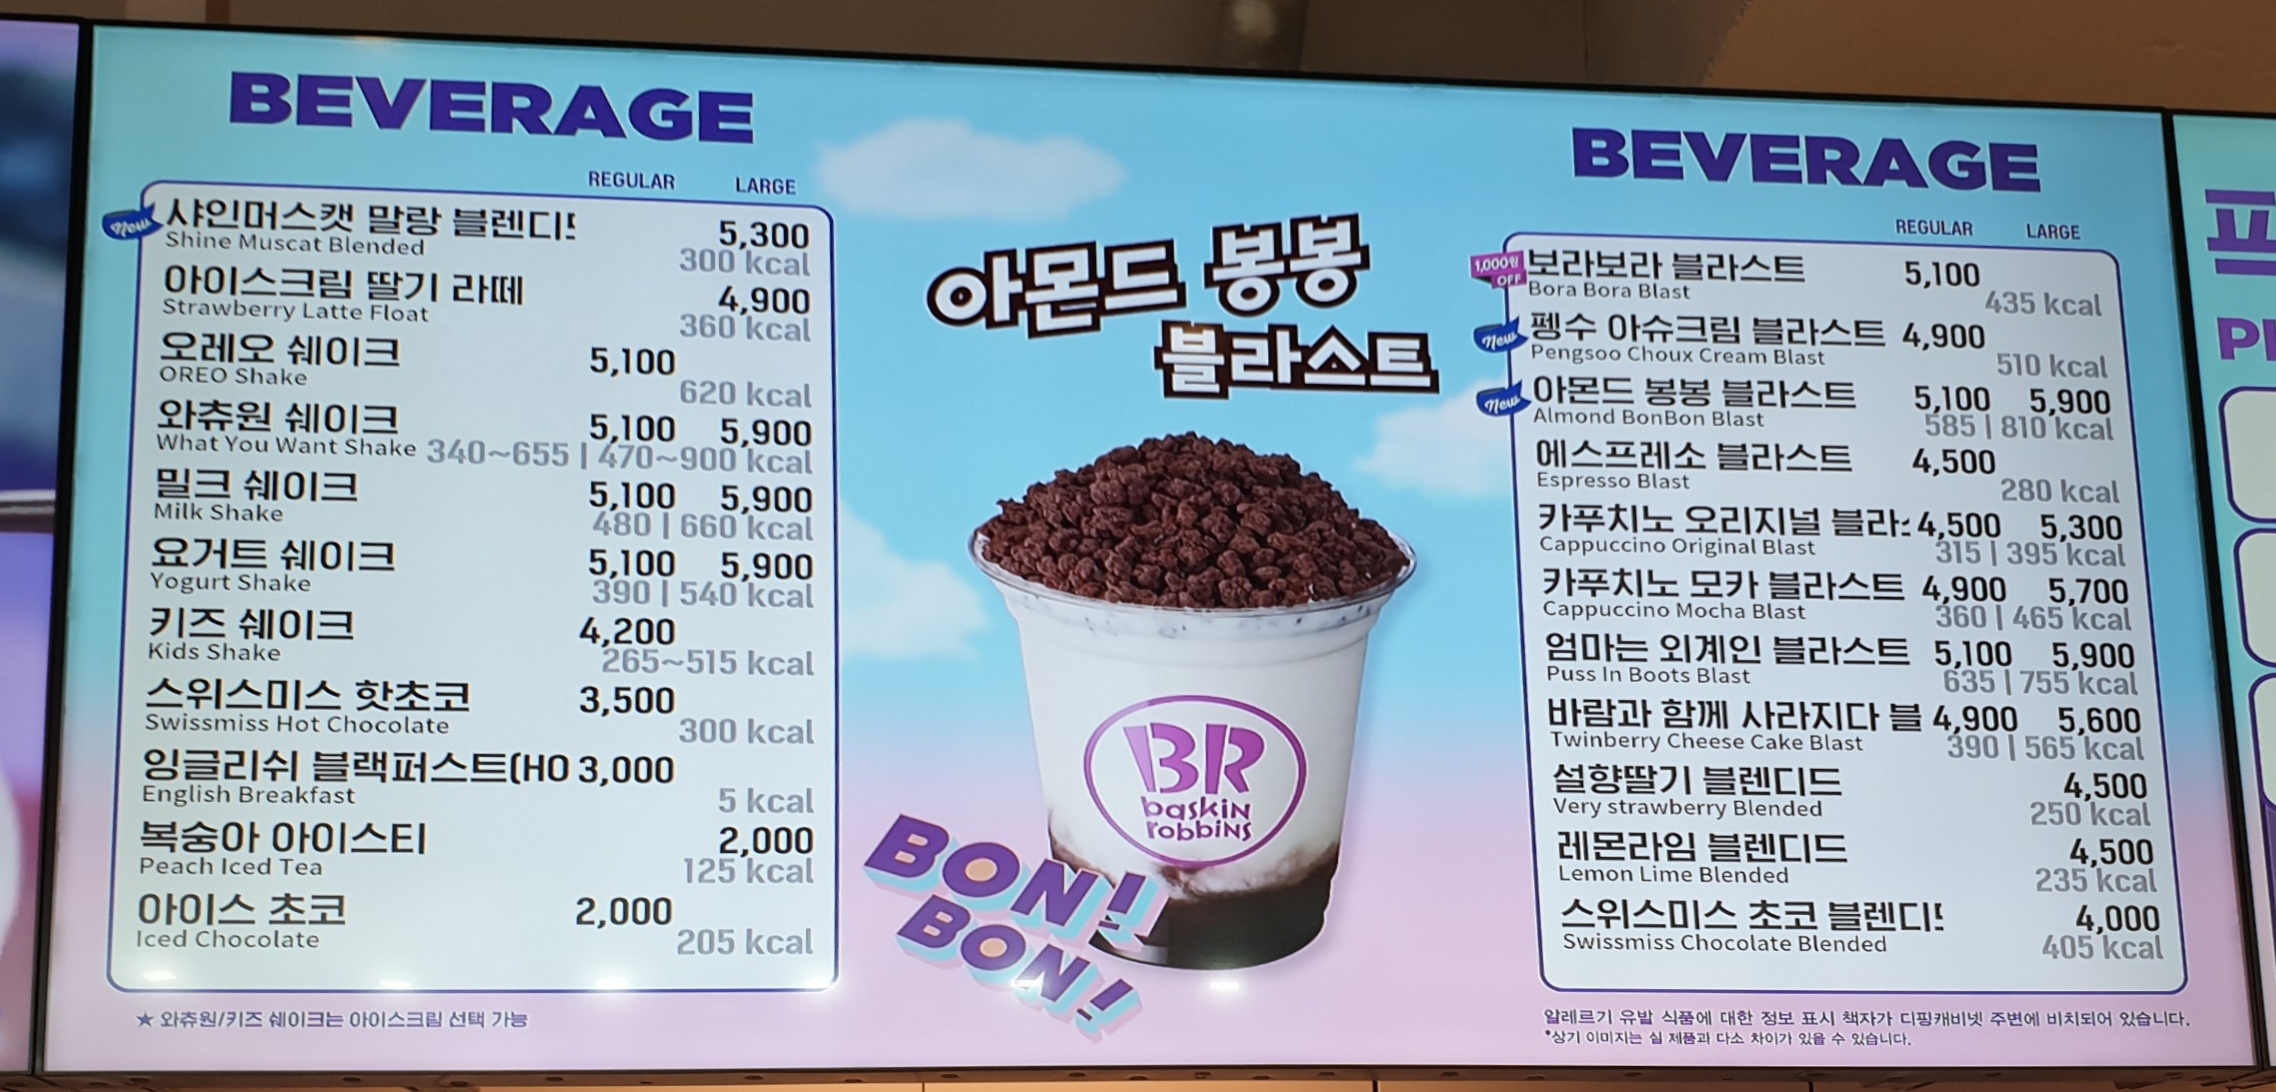 BEVERAGE
REGULAR LARGE
New 샤인머스캣 말랑 블렌디 5,300
Shine Muscat Blended 300 kcal
아이스크림 딸기 라떼 4,900
Strawberry Latte Float 360 kcal
오레오 쉐이크 5,100
OREO Shake 620 kcal
와츄원 쉐이크 5,100 5,900
What You Want Shake 340~655 | 470~900 kcal
밀크 쉐이크 5,100 5,900
Milk Shake 480 | 660 kcal
요거트 쉐이크 5,100 5,900
Yogurt Shake 390 | 540 kcal
키즈 쉐이크 4,200
Kids Shake 265~515 kcal
스위스미스 핫초코 3,500
Swissmiss Hot Chocolate 300 kcal
잉글리쉬 블랙퍼스트(HO 3,000
English Breakfast 5 kcal
복숭아 아이스티 2,000
Peach Iced Tea 125 kcal
아이스 초코 2,000
Iced Chocolate 205 kcal
★ 와츄원/키즈 쉐이크는 아이스크림 선택 가능
아몬드 봉봉
블라스트
BR
baskin
robbins
BON!
BON!
BEVERAGE
REGULAR LARGE
1,000원
OFF
보라보라 블라스트 5,100
Bora Bora Blast 435 kcal
New 펭수 아슈크림 블라스트 4,900
Pengsoo Choux Cream Blast 510 kcal
New 아몬드 봉봉 블라스트 5,100 5,900
Almond BonBon Blast 585 | 810 kcal
에스프레소 블라스트 4,500
Espresso Blast 280 kcal
카푸치노 오리지널 블라 4,500 5,300
Cappuccino Original Blast 315 | 395 kcal
카푸치노 모카 블라스트 4,900 5,700
Cappuccino Mocha Blast 360 | 465 kcal
엄마는 외계인 블라스트 5,100 5,900
Puss In Boots Blast 635 | 755 kcal
바람과 함께 사라지다 블 4,900 5,600
Twinberry Cheese Cake Blast 390 | 565 kcal
설향딸기 블렌디드 4,500
Very strawberry Blended 250 kcal
레몬라임 블렌디드 4,500
Lemon Lime Blended 235 kcal
스위스미스 초코 블렌디 4,000
Swissmiss Chocolate Blended 405 kcal
알레르기 유발 식품에 대한 정보 표시 책자가 디핑캐비넷 주변에 비치되어 있습니다.
*상기 이미지는 실 제품과 다소 차이가 있을 수 있습니다.